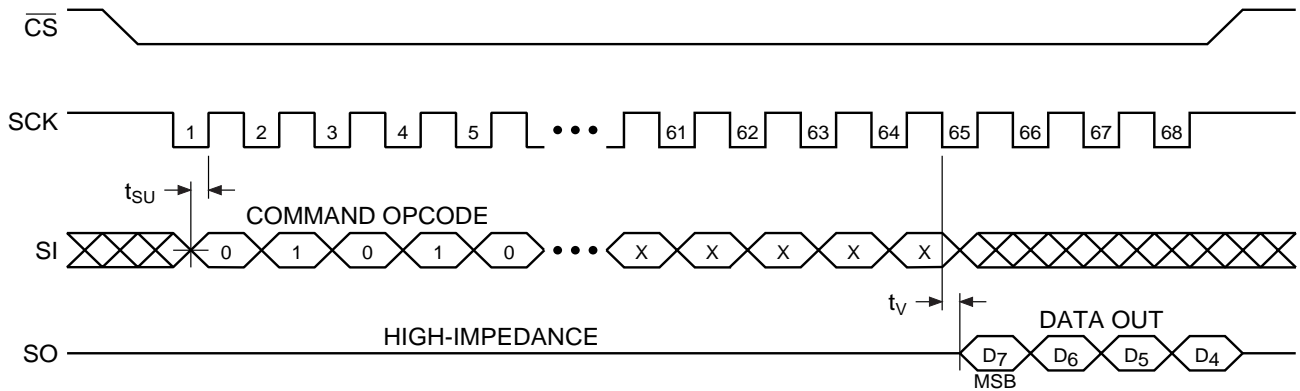 CS
SCK 1 2 3 4 5 ••• 61 62 63 64 65 66 67 68
tSU
COMMAND OPCODE
SI 0 1 0 1 0 ••• X X X X X
tV
HIGH-IMPEDANCE
DATA OUT
SO D7 D6 D5 D4
MSB